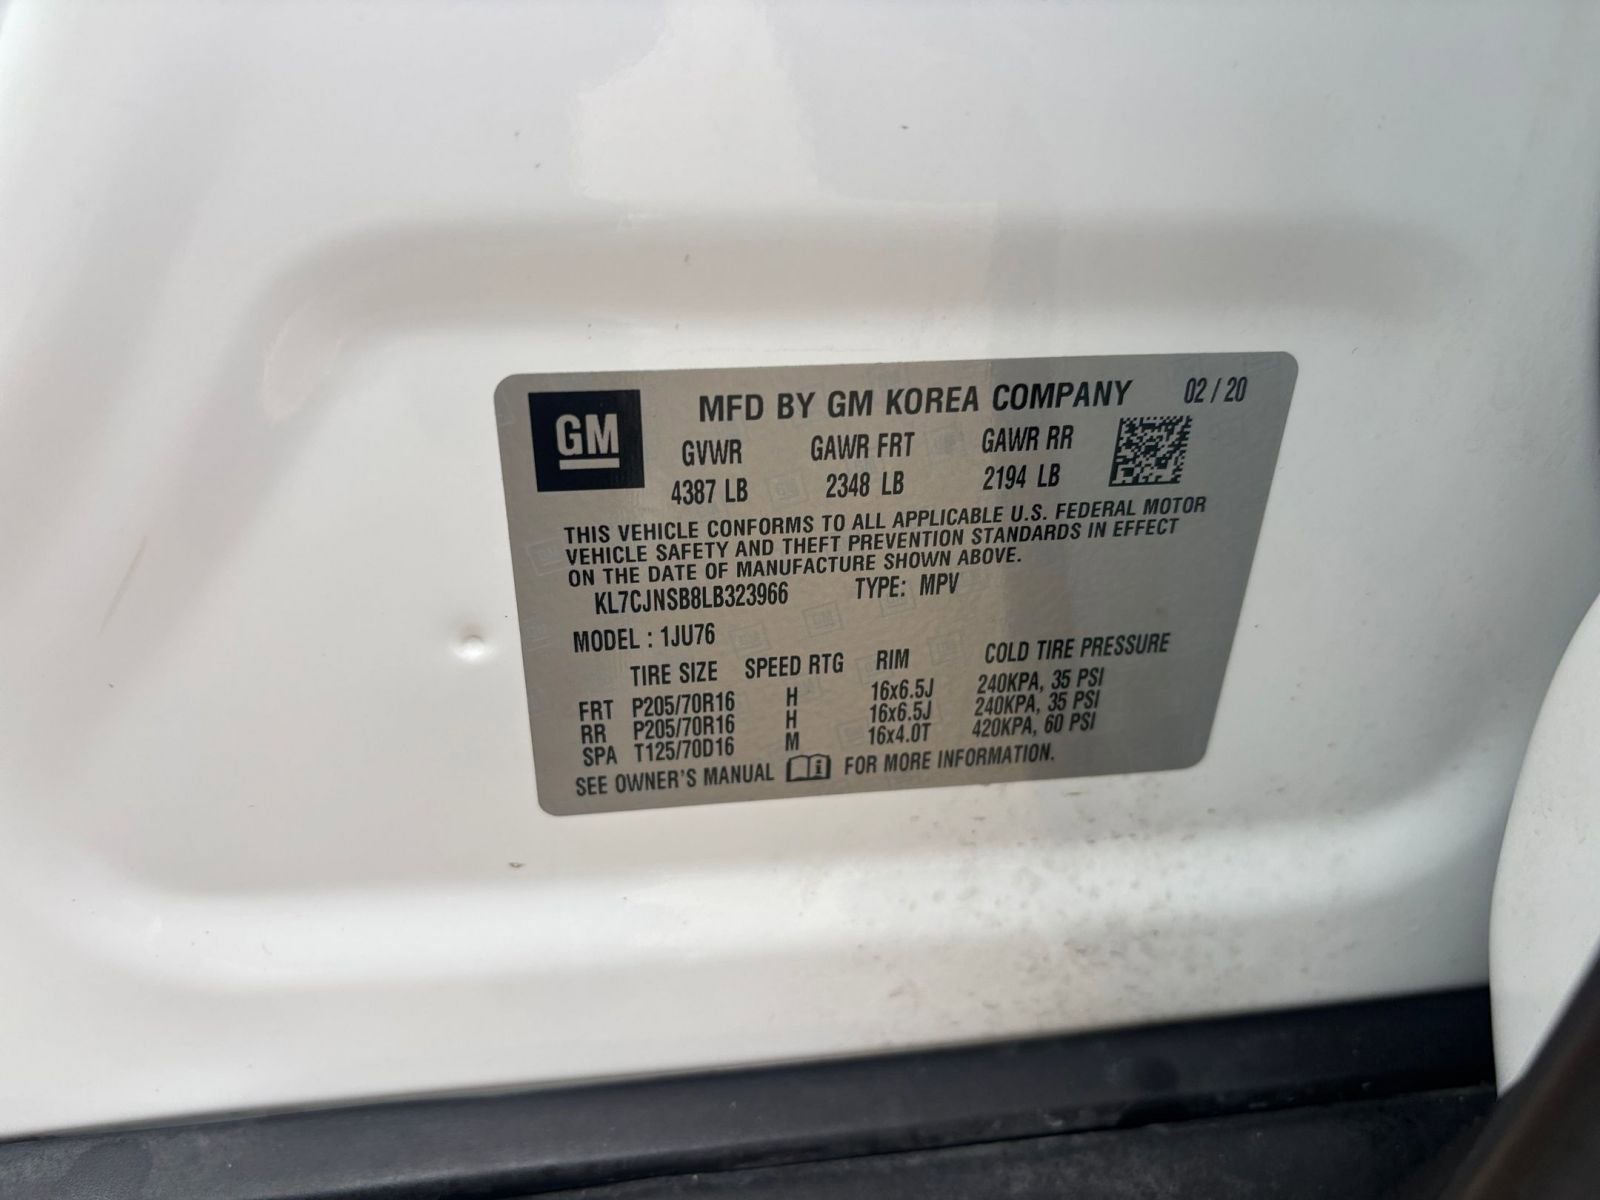 GM
MFD BY GM KOREA COMPANY 02 / 20
GVWR GAWR FRT GAWR RR
4387 LB 2348 LB 2194 LB
THIS VEHICLE CONFORMS TO ALL APPLICABLE U.S. FEDERAL MOTOR
VEHICLE SAFETY AND THEFT PREVENTION STANDARDS IN EFFECT
ON THE DATE OF MANUFACTURE SHOWN ABOVE.
KL7CJNSB8LB323966 TYPE: MPV
MODEL : 1JU76
TIRE SIZE SPEED RTG RIM COLD TIRE PRESSURE
FRT P205/70R16 H 16x6.5J 240KPA, 35 PSI
RR P205/70R16 H 16x6.5J 240KPA, 35 PSI
SPA T125/70D16 M 16x4.0T 420KPA, 60 PSI
SEE OWNER'S MANUAL FOR MORE INFORMATION.